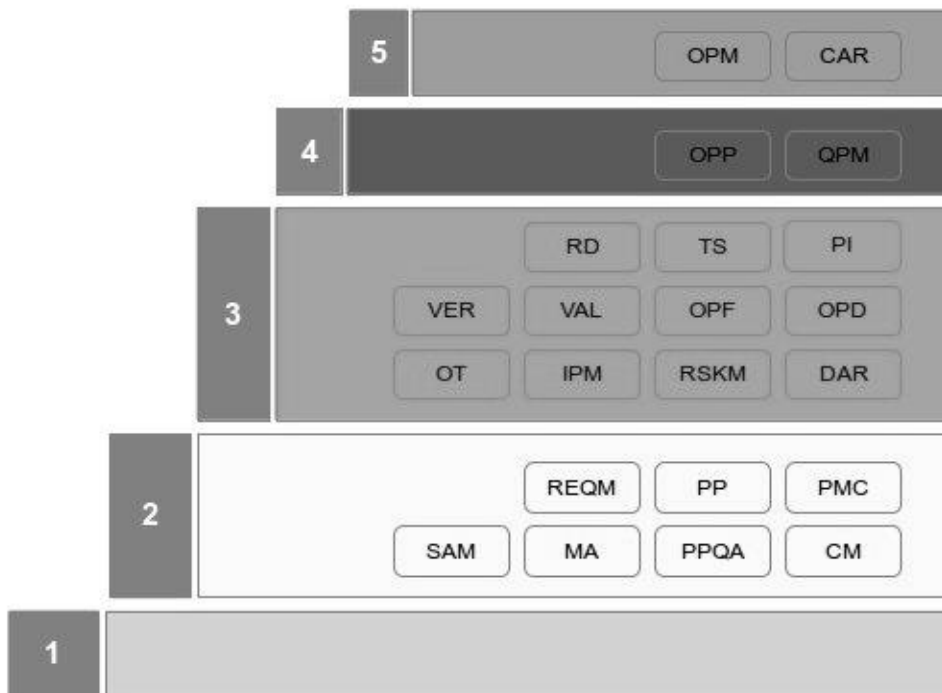 5 OPM CAR
4 OPP QPM
RD TS PI
3 VER VAL OPF OPD
OT IPM RSKM DAR
REQM PP PMC
2
SAM MA PPQA CM
1